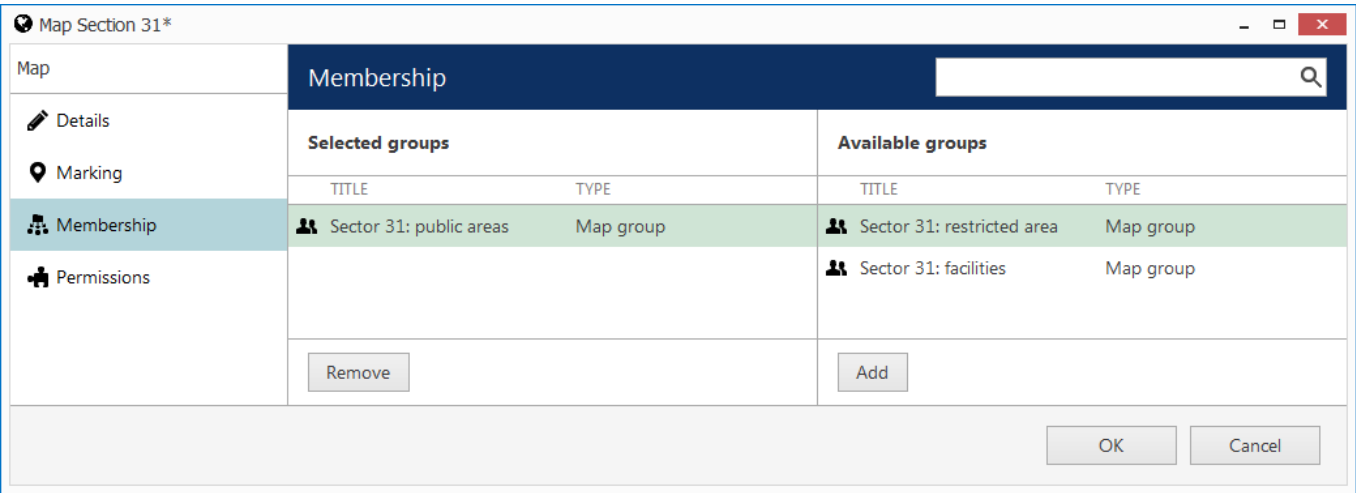 Map Section 31*
Map
Details
Marking
Membership
Permissions
Membership
Selected groups
TITLE TYPE
Sector 31: public areas Map group
Remove
Available groups
TITLE TYPE
Sector 31: restricted area Map group
Sector 31: facilities Map group
Add
OK Cancel